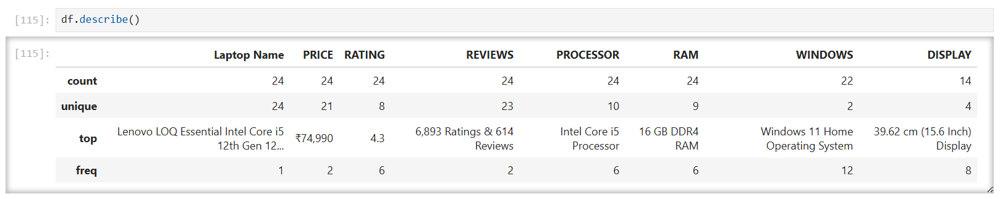 [115]: df.describe()
[115]: Laptop Name PRICE RATING REVIEWS PROCESSOR RAM WINDOWS DISPLAY
count 24 24 24 24 24 24 22 14
unique 24 21 8 23 10 9 2 4
top Lenovo LOQ Essential Intel Core i5 12th Gen 12... ₹74,990 4.3 6,893 Ratings & 614 Reviews Intel Core i5 Processor 16 GB DDR4 RAM Windows 11 Home Operating System 39.62 cm (15.6 Inch) Display
freq 1 2 6 2 6 6 12 8